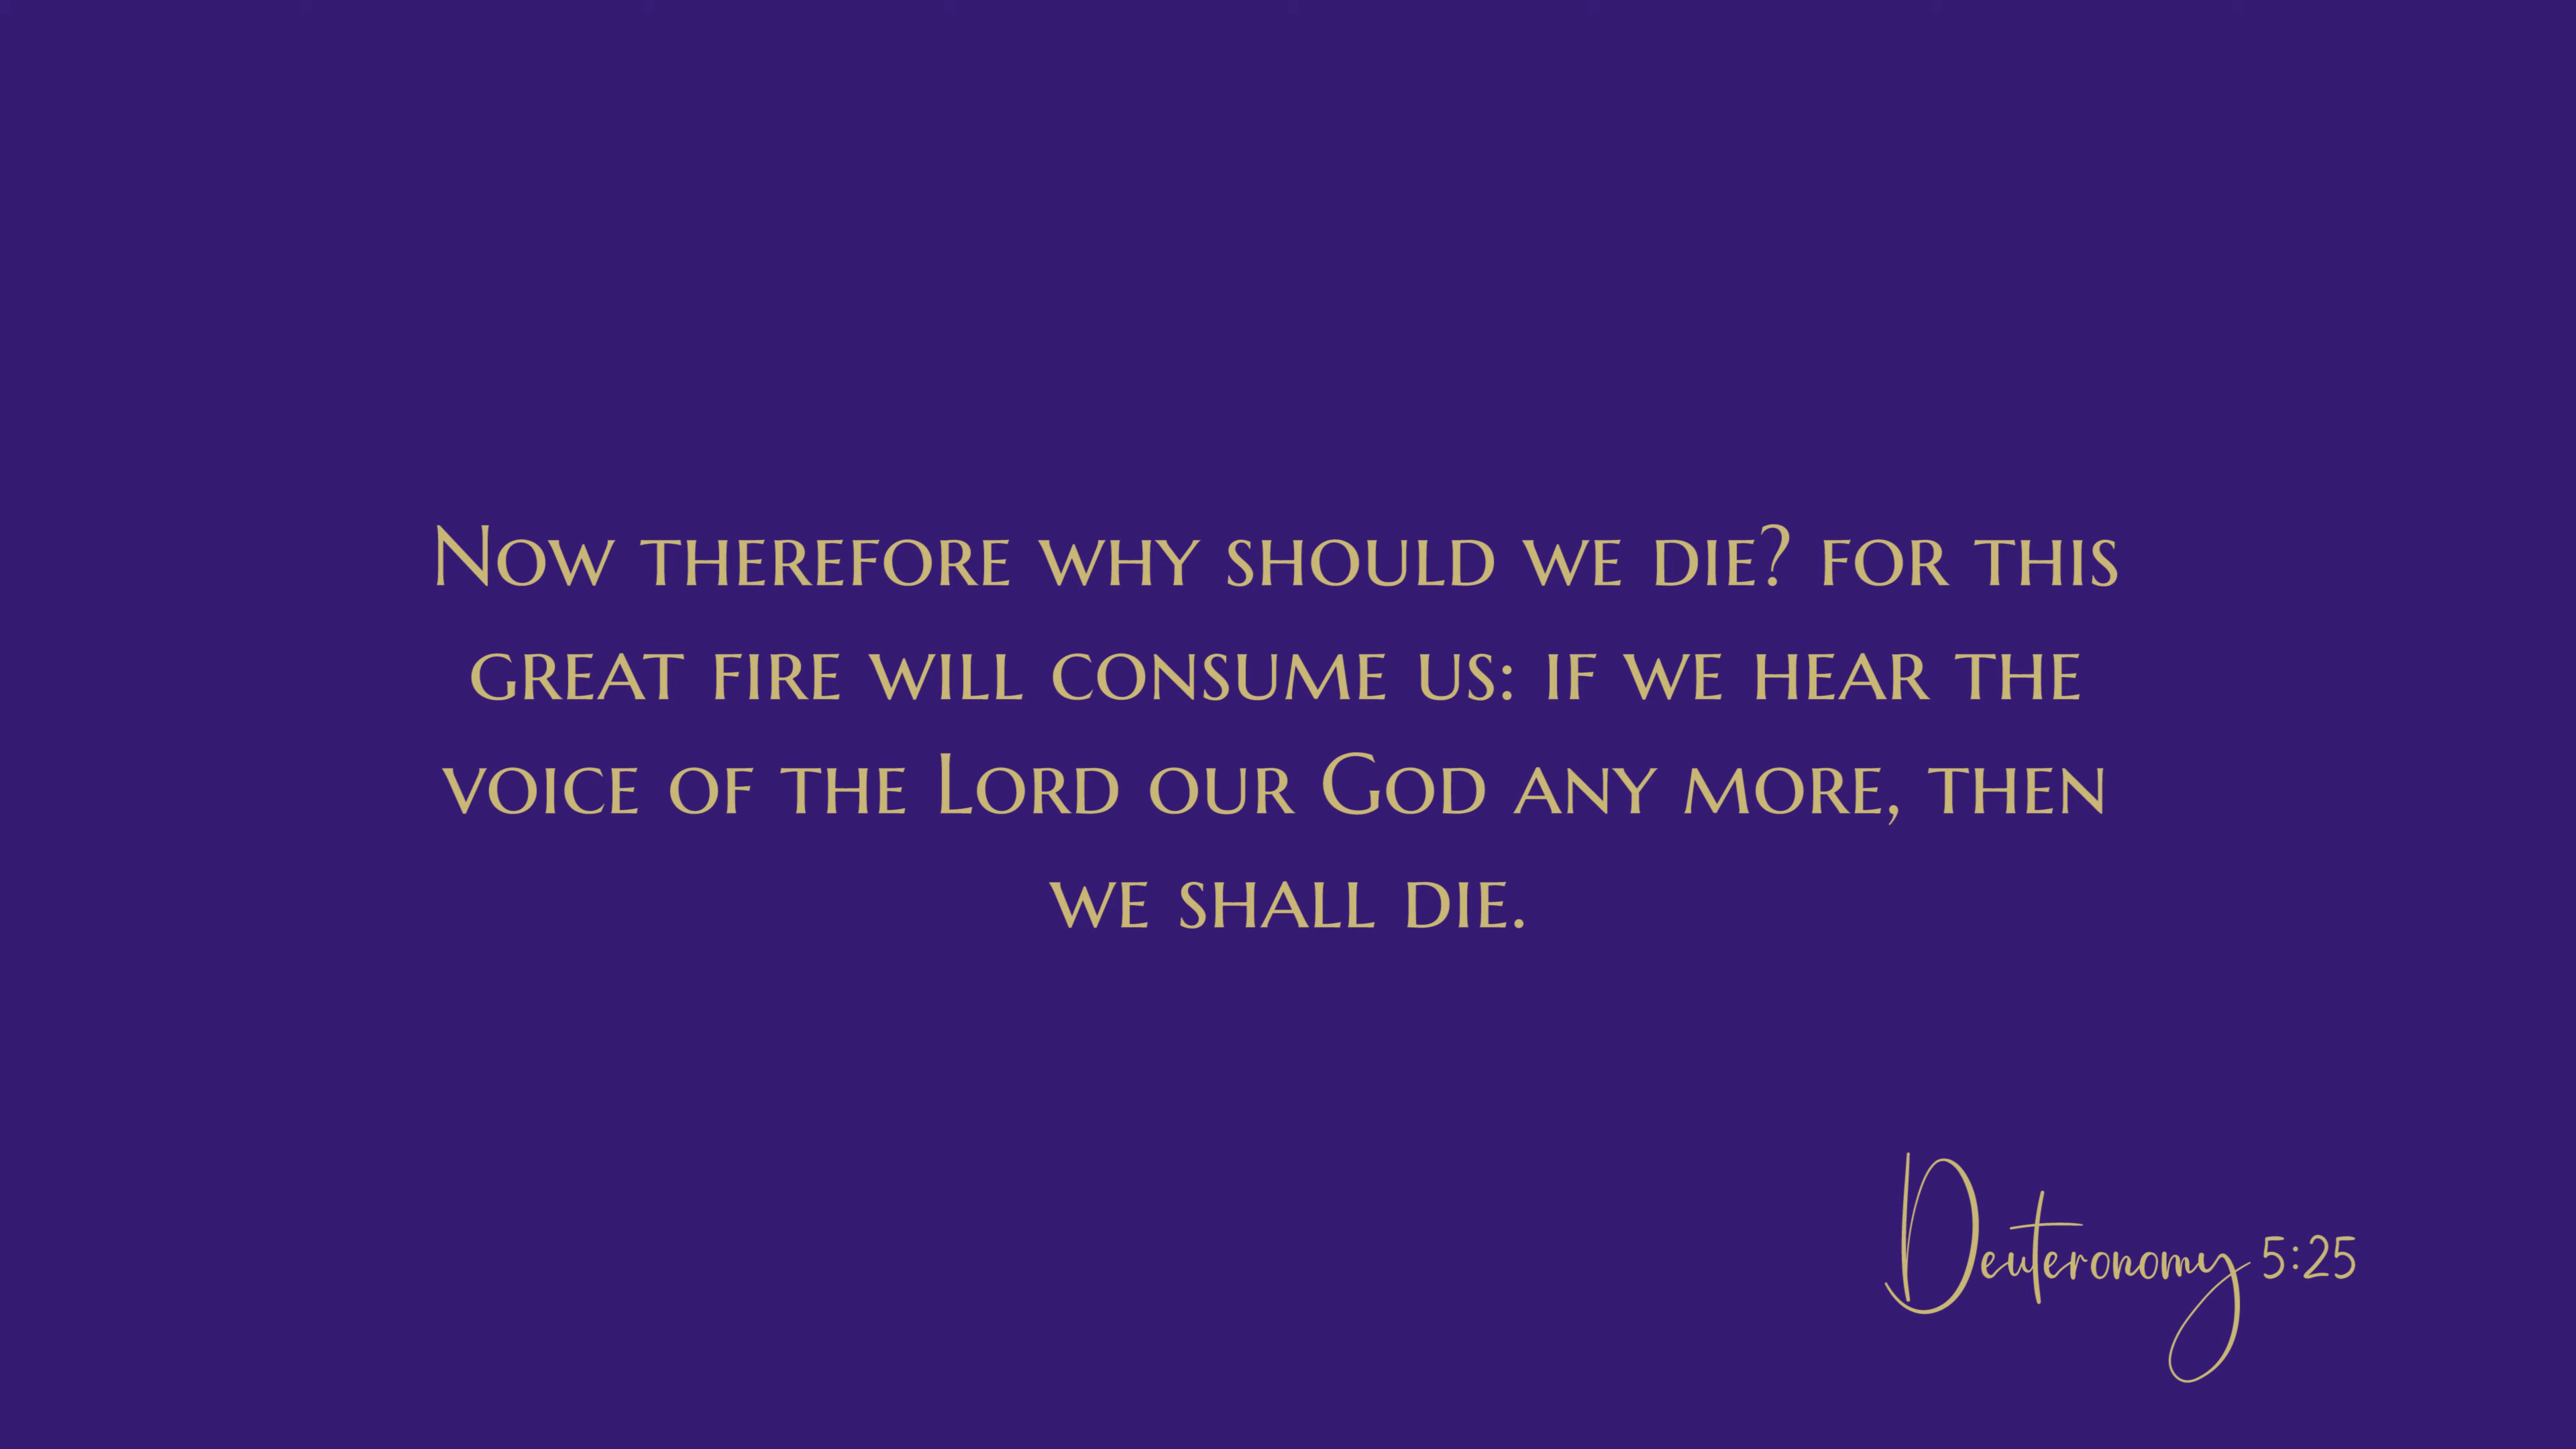 Now therefore why should we die? for this
great fire will consume us: if we hear the
voice of the Lord our God any more, then
we shall die.
Deuteronomy 5:25